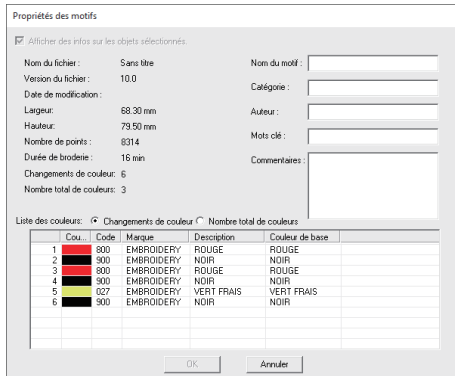 Propriétés des motifs
Afficher des infos sur les objets sélectionnés.
Nom du fichier : Sans titre
Version du fichier : 10.0
Date de modification :
Largeur: 68.30 mm
Hauteur: 79.50 mm
Nombre de points : 8314
Durée de broderie : 16 min
Changements de couleur: 6
Nombre total de couleurs: 3
Nom du motif :
Catégorie :
Auteur :
Mots clé :
Commentaires :
Liste des couleurs: Changements de couleur Nombre total de couleurs
Cou... Code Marque Description Couleur de base
1 800 EMBROIDERY ROUGE ROUGE
2 900 EMBROIDERY NOIR NOIR
3 800 EMBROIDERY ROUGE ROUGE
4 900 EMBROIDERY NOIR NOIR
5 027 EMBROIDERY VERT FRAIS VERT FRAIS
6 900 EMBROIDERY NOIR NOIR
OK Annuler